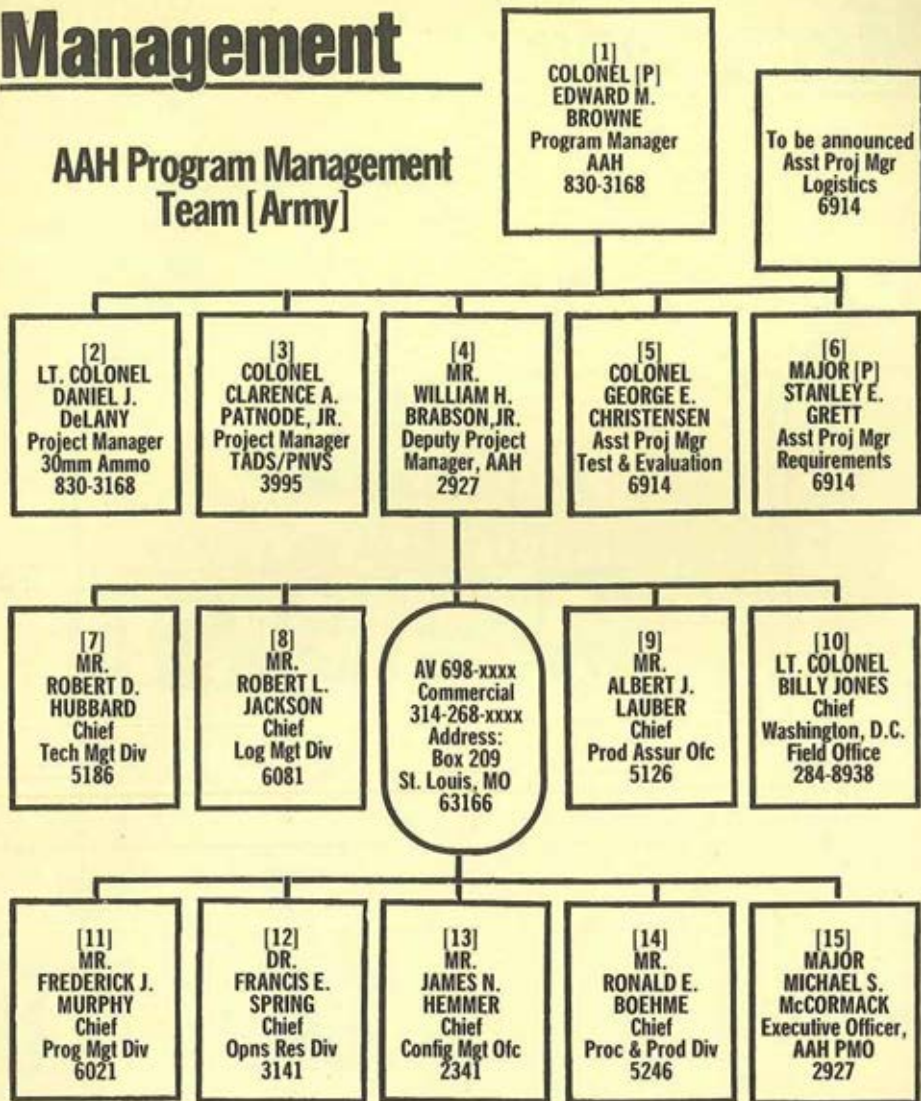 Management
AAH Program Management
Team [Army]
[1]
COLONEL [P]
EDWARD M.
BROWNE
Program Manager
AAH
830-3168
To be announced
Asst Proj Mgr
Logistics
6914
[2]
LT. COLONEL
DANIEL J.
DeLANY
Project Manager
30mm Ammo
830-3168
[3]
COLONEL
CLARENCE A.
PATNODE, JR.
Project Manager
TADS/PNVS
3995
[4]
MR.
WILLIAM H.
BRABSON,JR.
Deputy Project
Manager, AAH
2927
[5]
COLONEL
GEORGE E.
CHRISTENSEN
Asst Proj Mgr
Test & Evaluation
6914
[6]
MAJOR [P]
STANLEY E.
GRETT
Asst Proj Mgr
Requirements
6914
[7]
MR.
ROBERT D.
HUBBARD
Chief
Tech Mgt Div
5186
[8]
MR.
ROBERT L.
JACKSON
Chief
Log Mgt Div
6081
AV 698-xxxx
Commercial
314-268-xxxx
Address:
Box 209
St. Louis, MO
63166
[9]
MR.
ALBERT J.
LAUBER
Chief
Prod Assur Ofc
5126
[10]
LT. COLONEL
BILLY JONES
Chief
Washington, D.C.
Field Office
284-8938
[11]
MR.
FREDERICK J.
MURPHY
Chief
Prog Mgt Div
6021
[12]
DR.
FRANCIS E.
SPRING
Chief
Opns Res Div
3141
[13]
MR.
JAMES N.
HEMMER
Chief
Config Mgt Ofc
2341
[14]
MR.
RONALD E.
BOEHME
Chief
Proc & Prod Div
5246
[15]
MAJOR
MICHAEL S.
McCORMACK
Executive Officer,
AAH PMO
2927